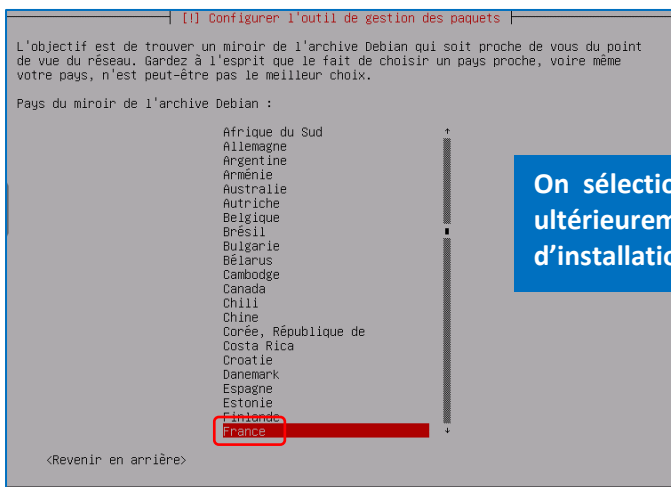 [!] Configurer l'outil de gestion des paquets
L'objectif est de trouver un miroir de l'archive Debian qui soit proche de vous du point
de vue du réseau. Gardez à l'esprit que le fait de choisir un pays proche, voire même
votre pays, n'est peut-être pas le meilleur choix.
Pays du miroir de l'archive Debian :
Afrique du Sud
Allemagne
Argentine
Arménie
Australie
Autriche
Belgique
Brésil
Bulgarie
Bélarus
Cambodge
Canada
Chili
Chine
Corée, République de
Costa Rica
Croatie
Danemark
Espagne
Estonie
Finlande
France
<Revenir en arrière>
On